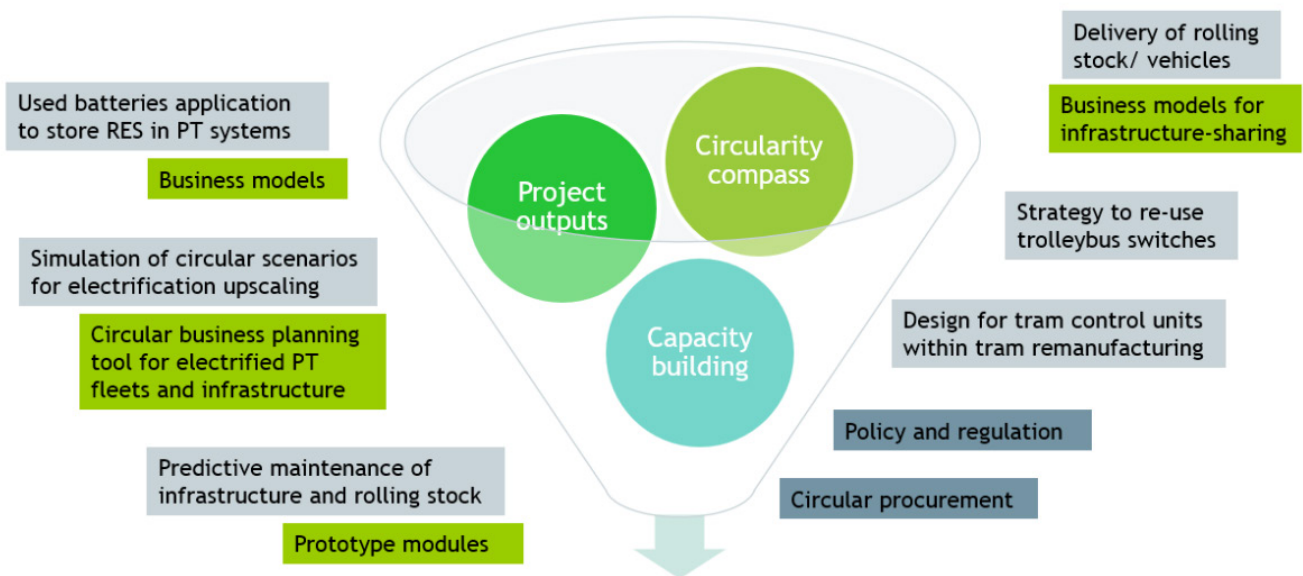 Used batteries application
to store RES in PT systems
Business models
Simulation of circular scenarios
for electrification upscaling
Circular business planning
tool for electrified PT
fleets and infrastructure
Predictive maintenance of
infrastructure and rolling stock
Prototype modules
Project
outputs
Circularity
compass
Capacity
building
Delivery of rolling
stock/ vehicles
Business models for
infrastructure-sharing
Strategy to re-use
trolleybus switches
Design for tram control units
within tram remanufacturing
Policy and regulation
Circular procurement